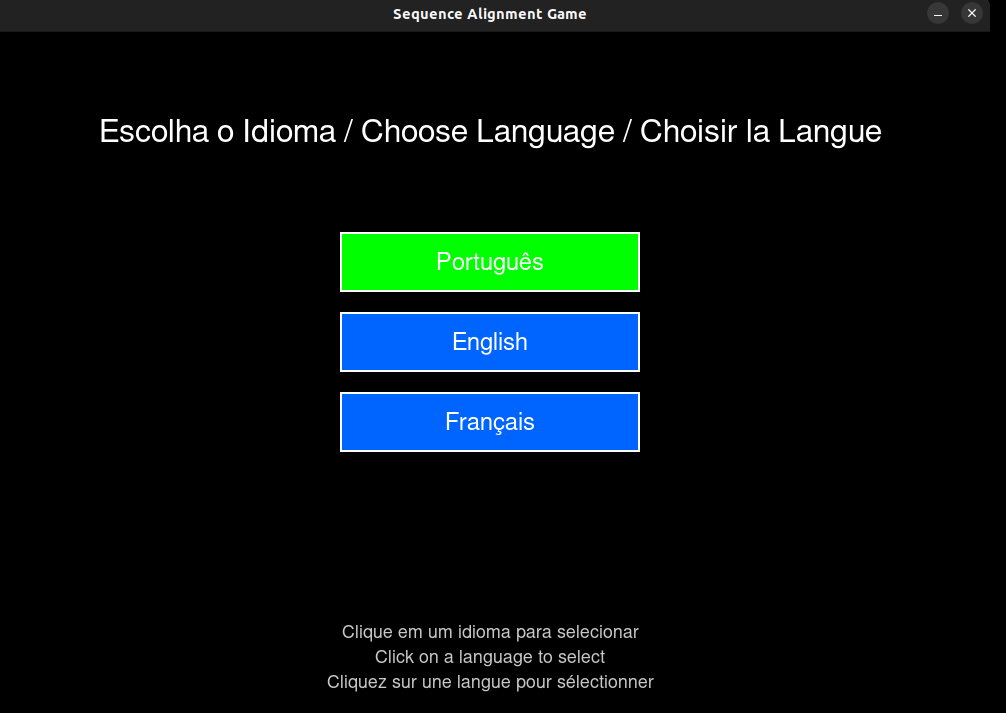 Sequence Alignment Game
Escolha o Idioma / Choose Language / Choisir la Langue
Português
English
Français
Clique em um idioma para selecionar
Click on a language to select
Cliquez sur une langue pour sélectionner